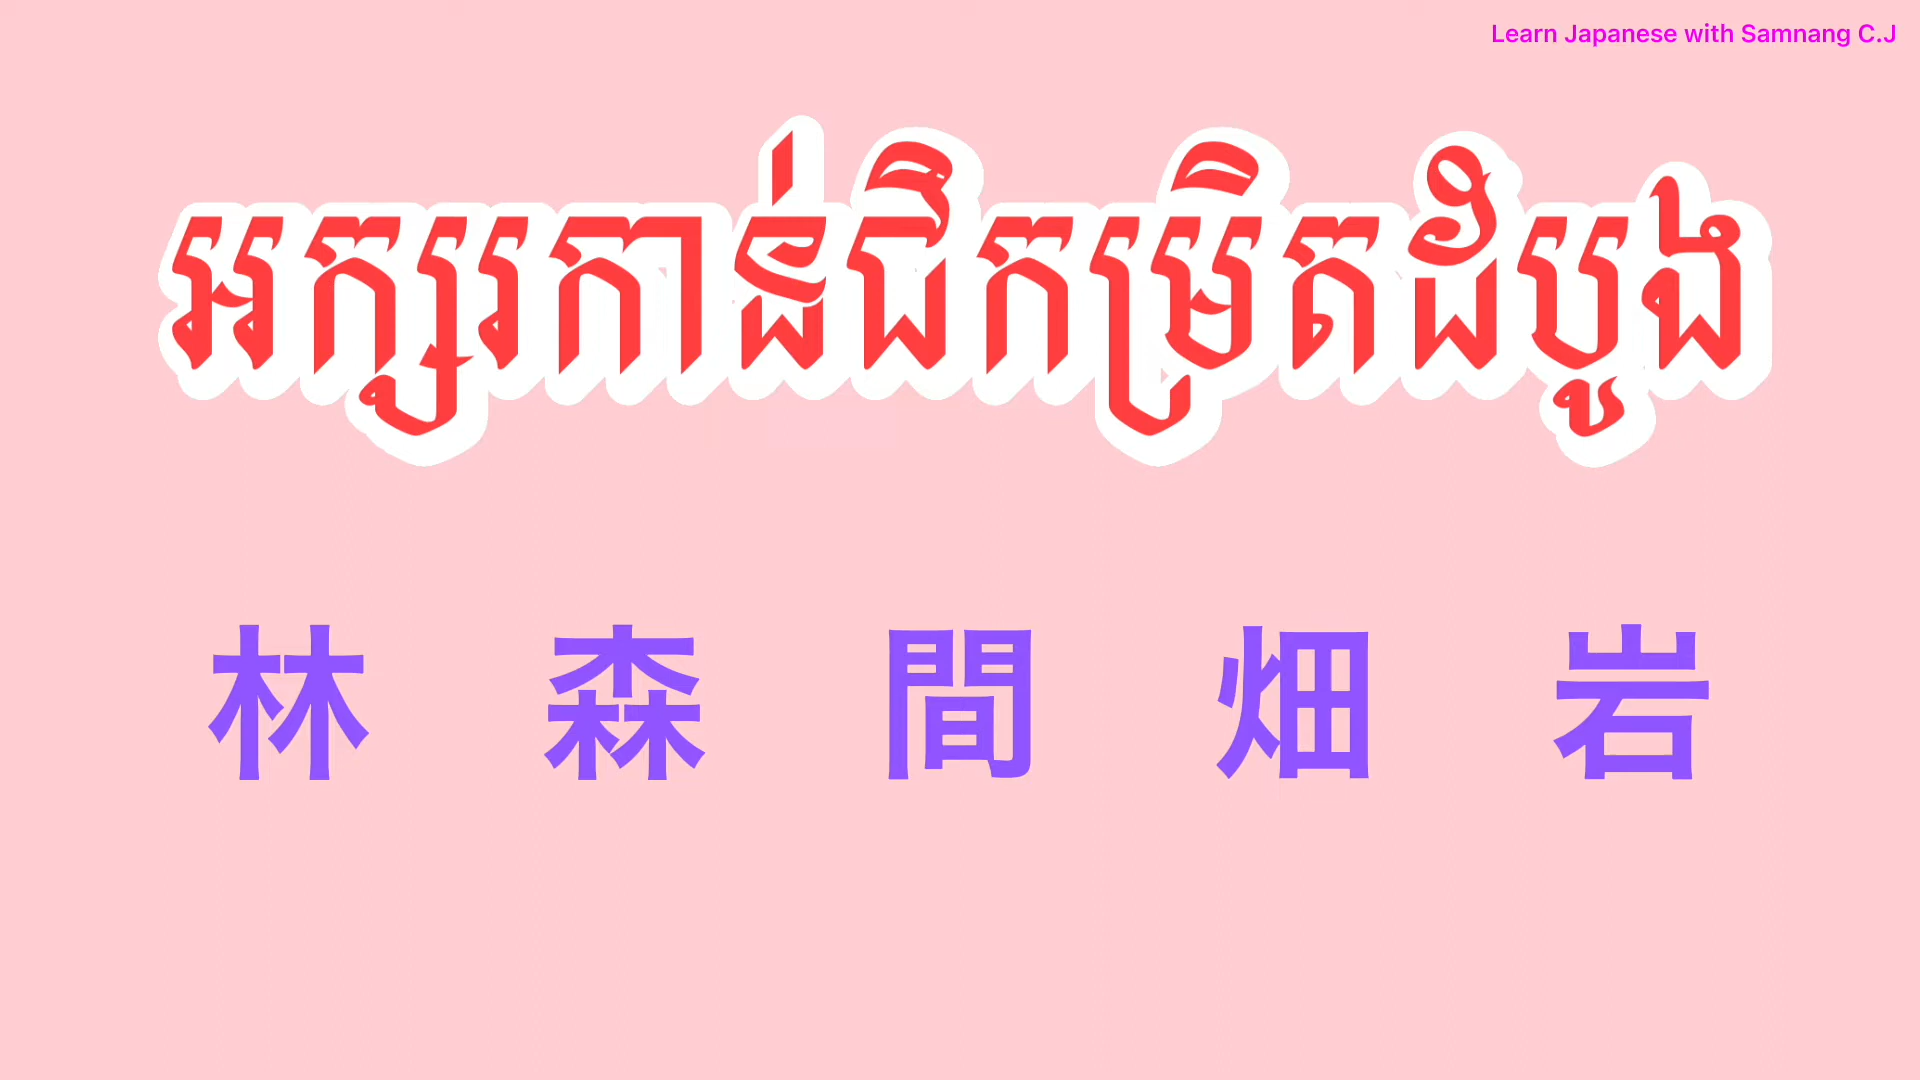 Learn Japanese with Samnang C.J
អក្សរកាន់ជិកម្រិតដំបូង
林 森 間 畑 岩